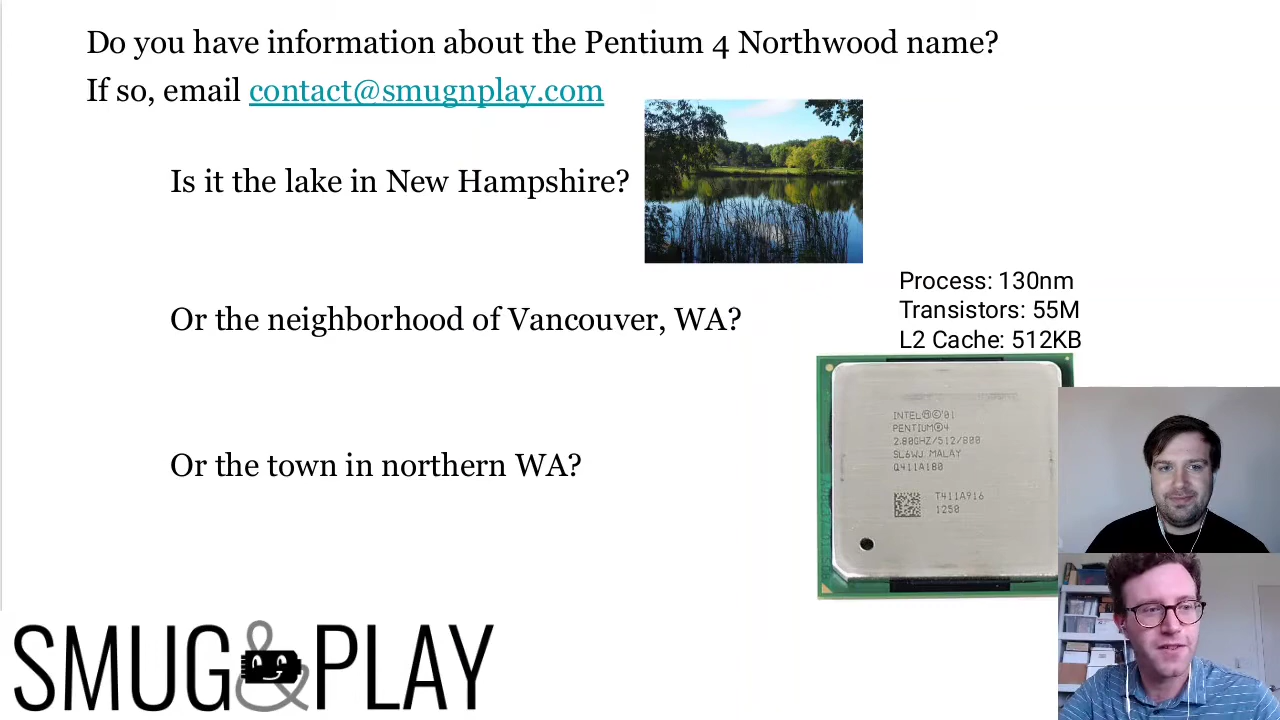 Do you have information about the Pentium 4 Northwood name?
If so, email contact@smugnplay.com
Is it the lake in New Hampshire?
Process: 130nm
Transistors: 55M
L2 Cache: 512KB
Or the neighborhood of Vancouver, WA?
INTEL Ⓜ©'01
PENTIUM®4
2.80GHZ/512/800
SL6WJ MALAY
Q411A180
T411A916
1250
Or the town in northern WA?
SMUG&PLAY